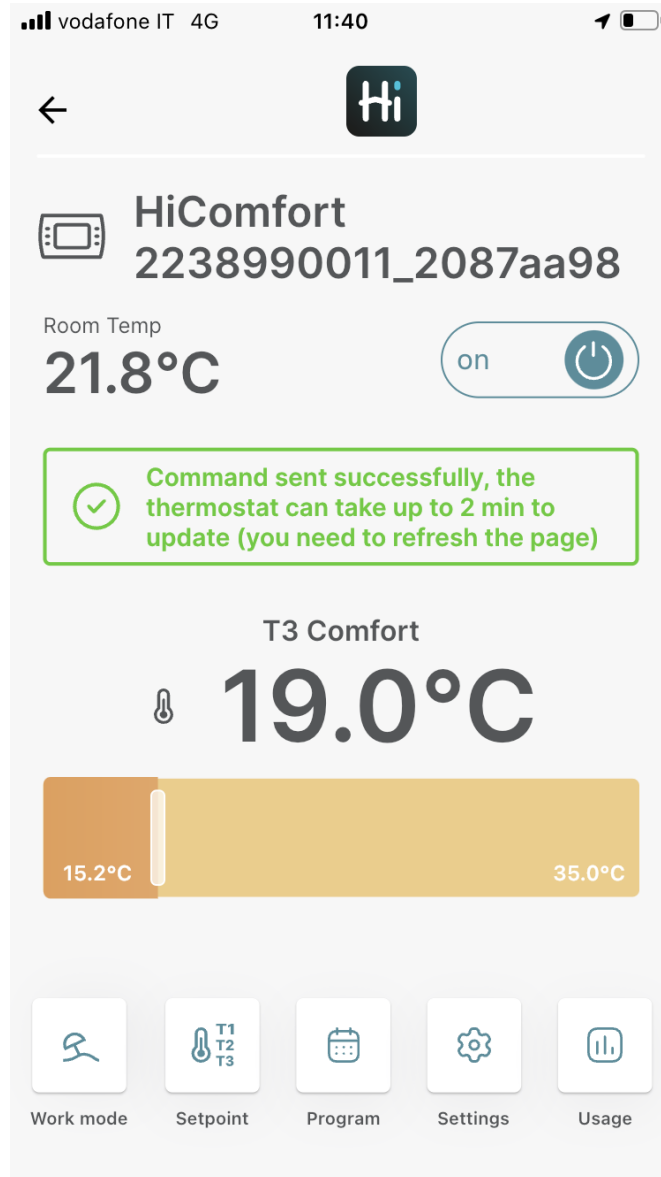 vodafone IT 4G 11:40
Hi
HiComfort
2238990011_2087aa98
Room Temp
21.8°C
on
Command sent successfully, the
thermostat can take up to 2 min to
update (you need to refresh the page)
T3 Comfort
19.0°C
15.2°C 35.0°C
T1
T2
T3
Work mode Setpoint Program Settings Usage